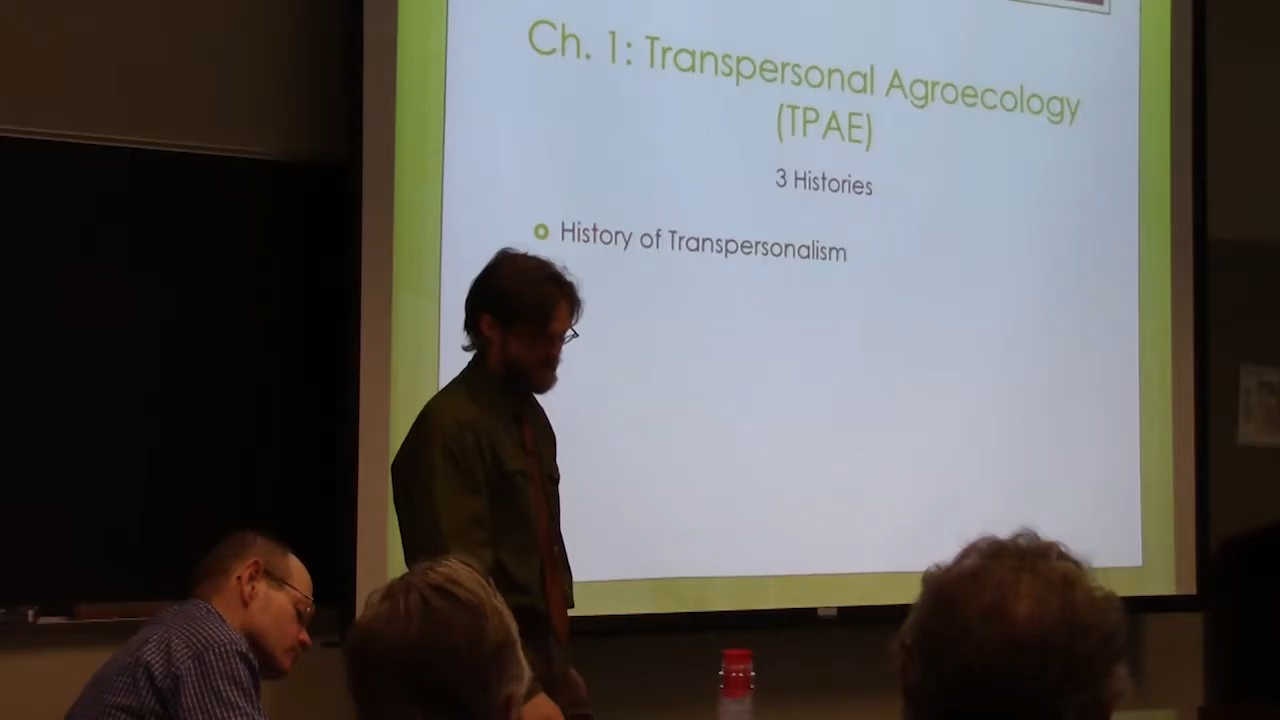 Ch. 1: Transpersonal Agroecology
(TPAE)
3 Histories
History of Transpersonalism